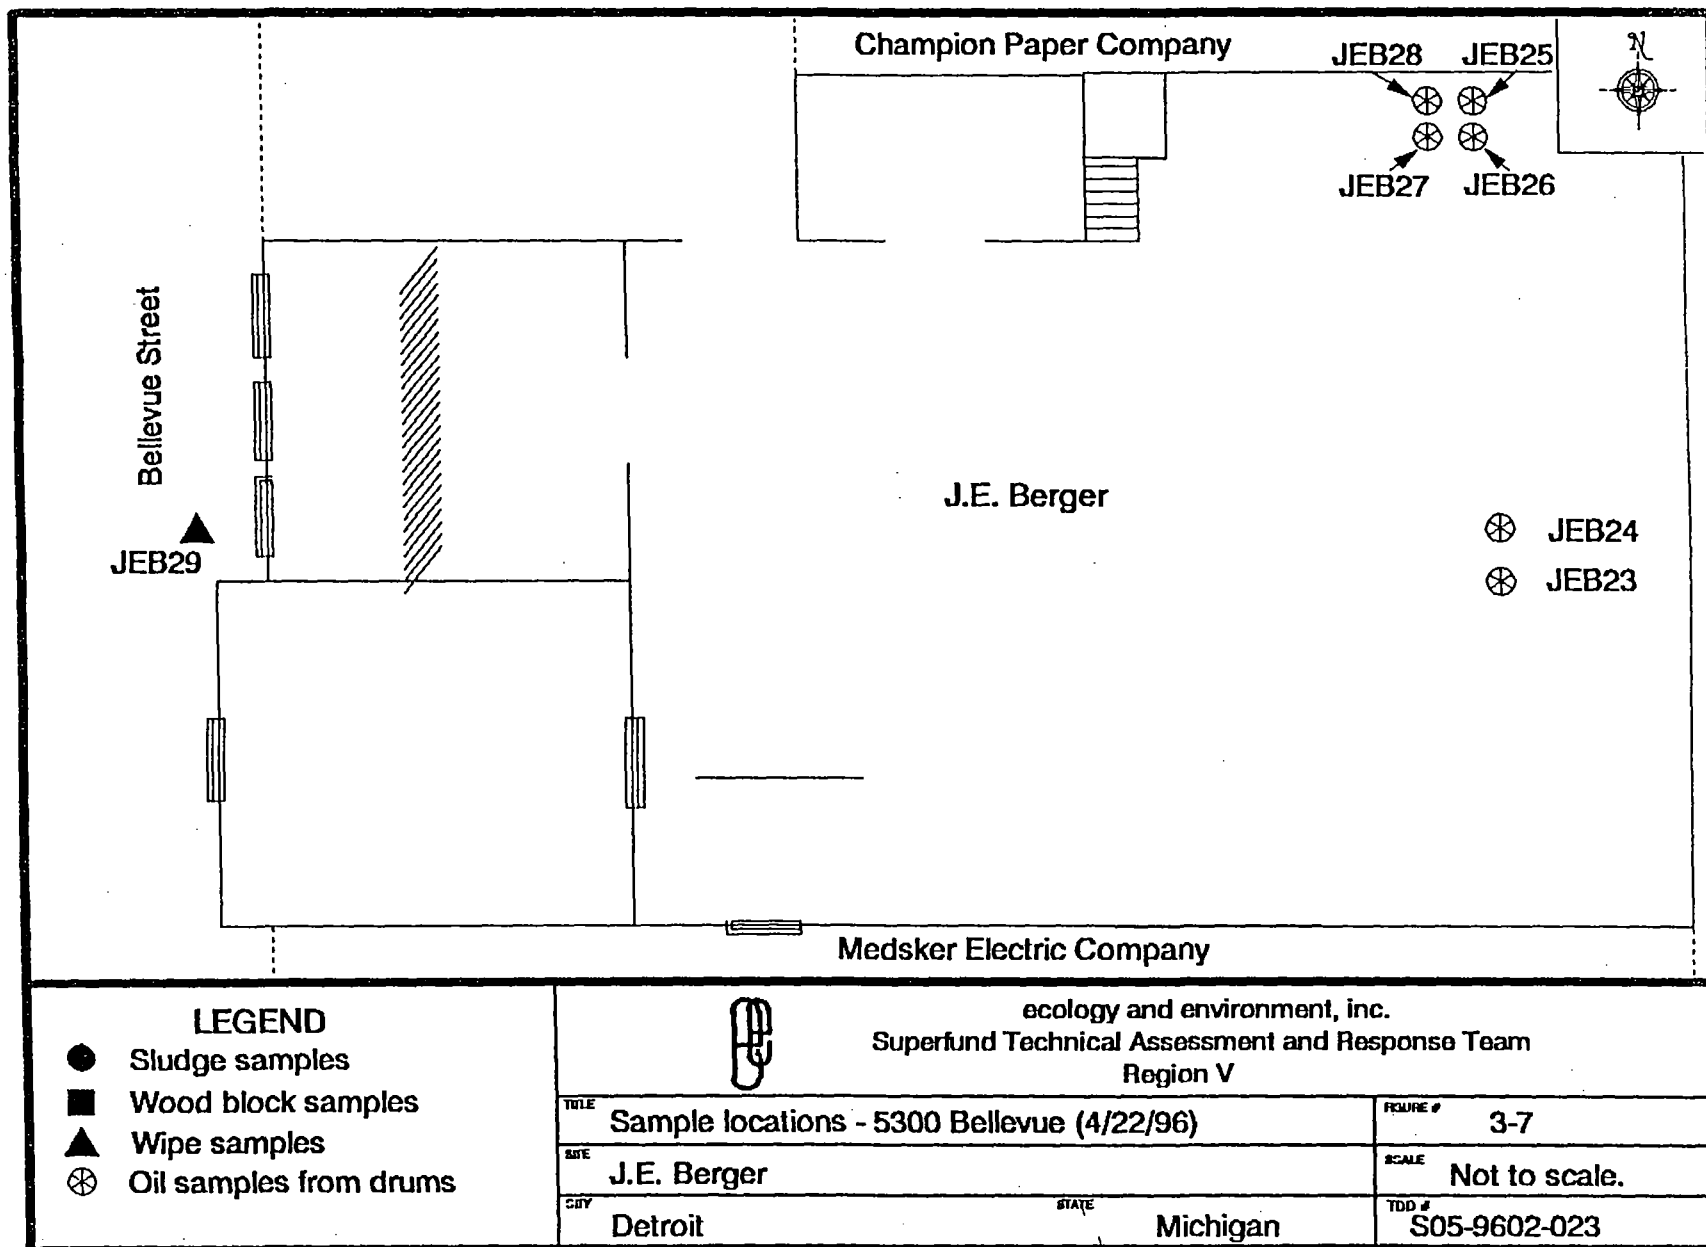 Champion Paper Company
JEB28 JEB25
N
JEB27 JEB26
Bellevue Street
J.E. Berger
JEB24
JEB29
JEB23
Medsker Electric Company
LEGEND
Sludge samples
Wood block samples
Wipe samples
Oil samples from drums
ecology and environment, inc.
Superfund Technical Assessment and Response Team
Region V
TITLE Sample locations - 5300 Bellevue (4/22/96)
FIGURE # 3-7
SITE J.E. Berger
SCALE Not to scale.
CITY Detroit
STATE Michigan
TDD # S05-9602-023